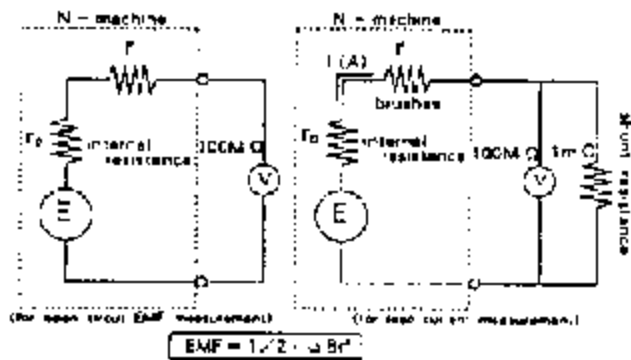 N - machine
r
r₀
internal
resistance
100M Ω
V
E
(for open circuit EMF measurement)
N - machine
I (A)
r
brushes
r₀
internal
resistance
100M Ω
V
1m Ω
shunt resistance
E
(for load current measurement)
EMF = 1/2 · ω Br²